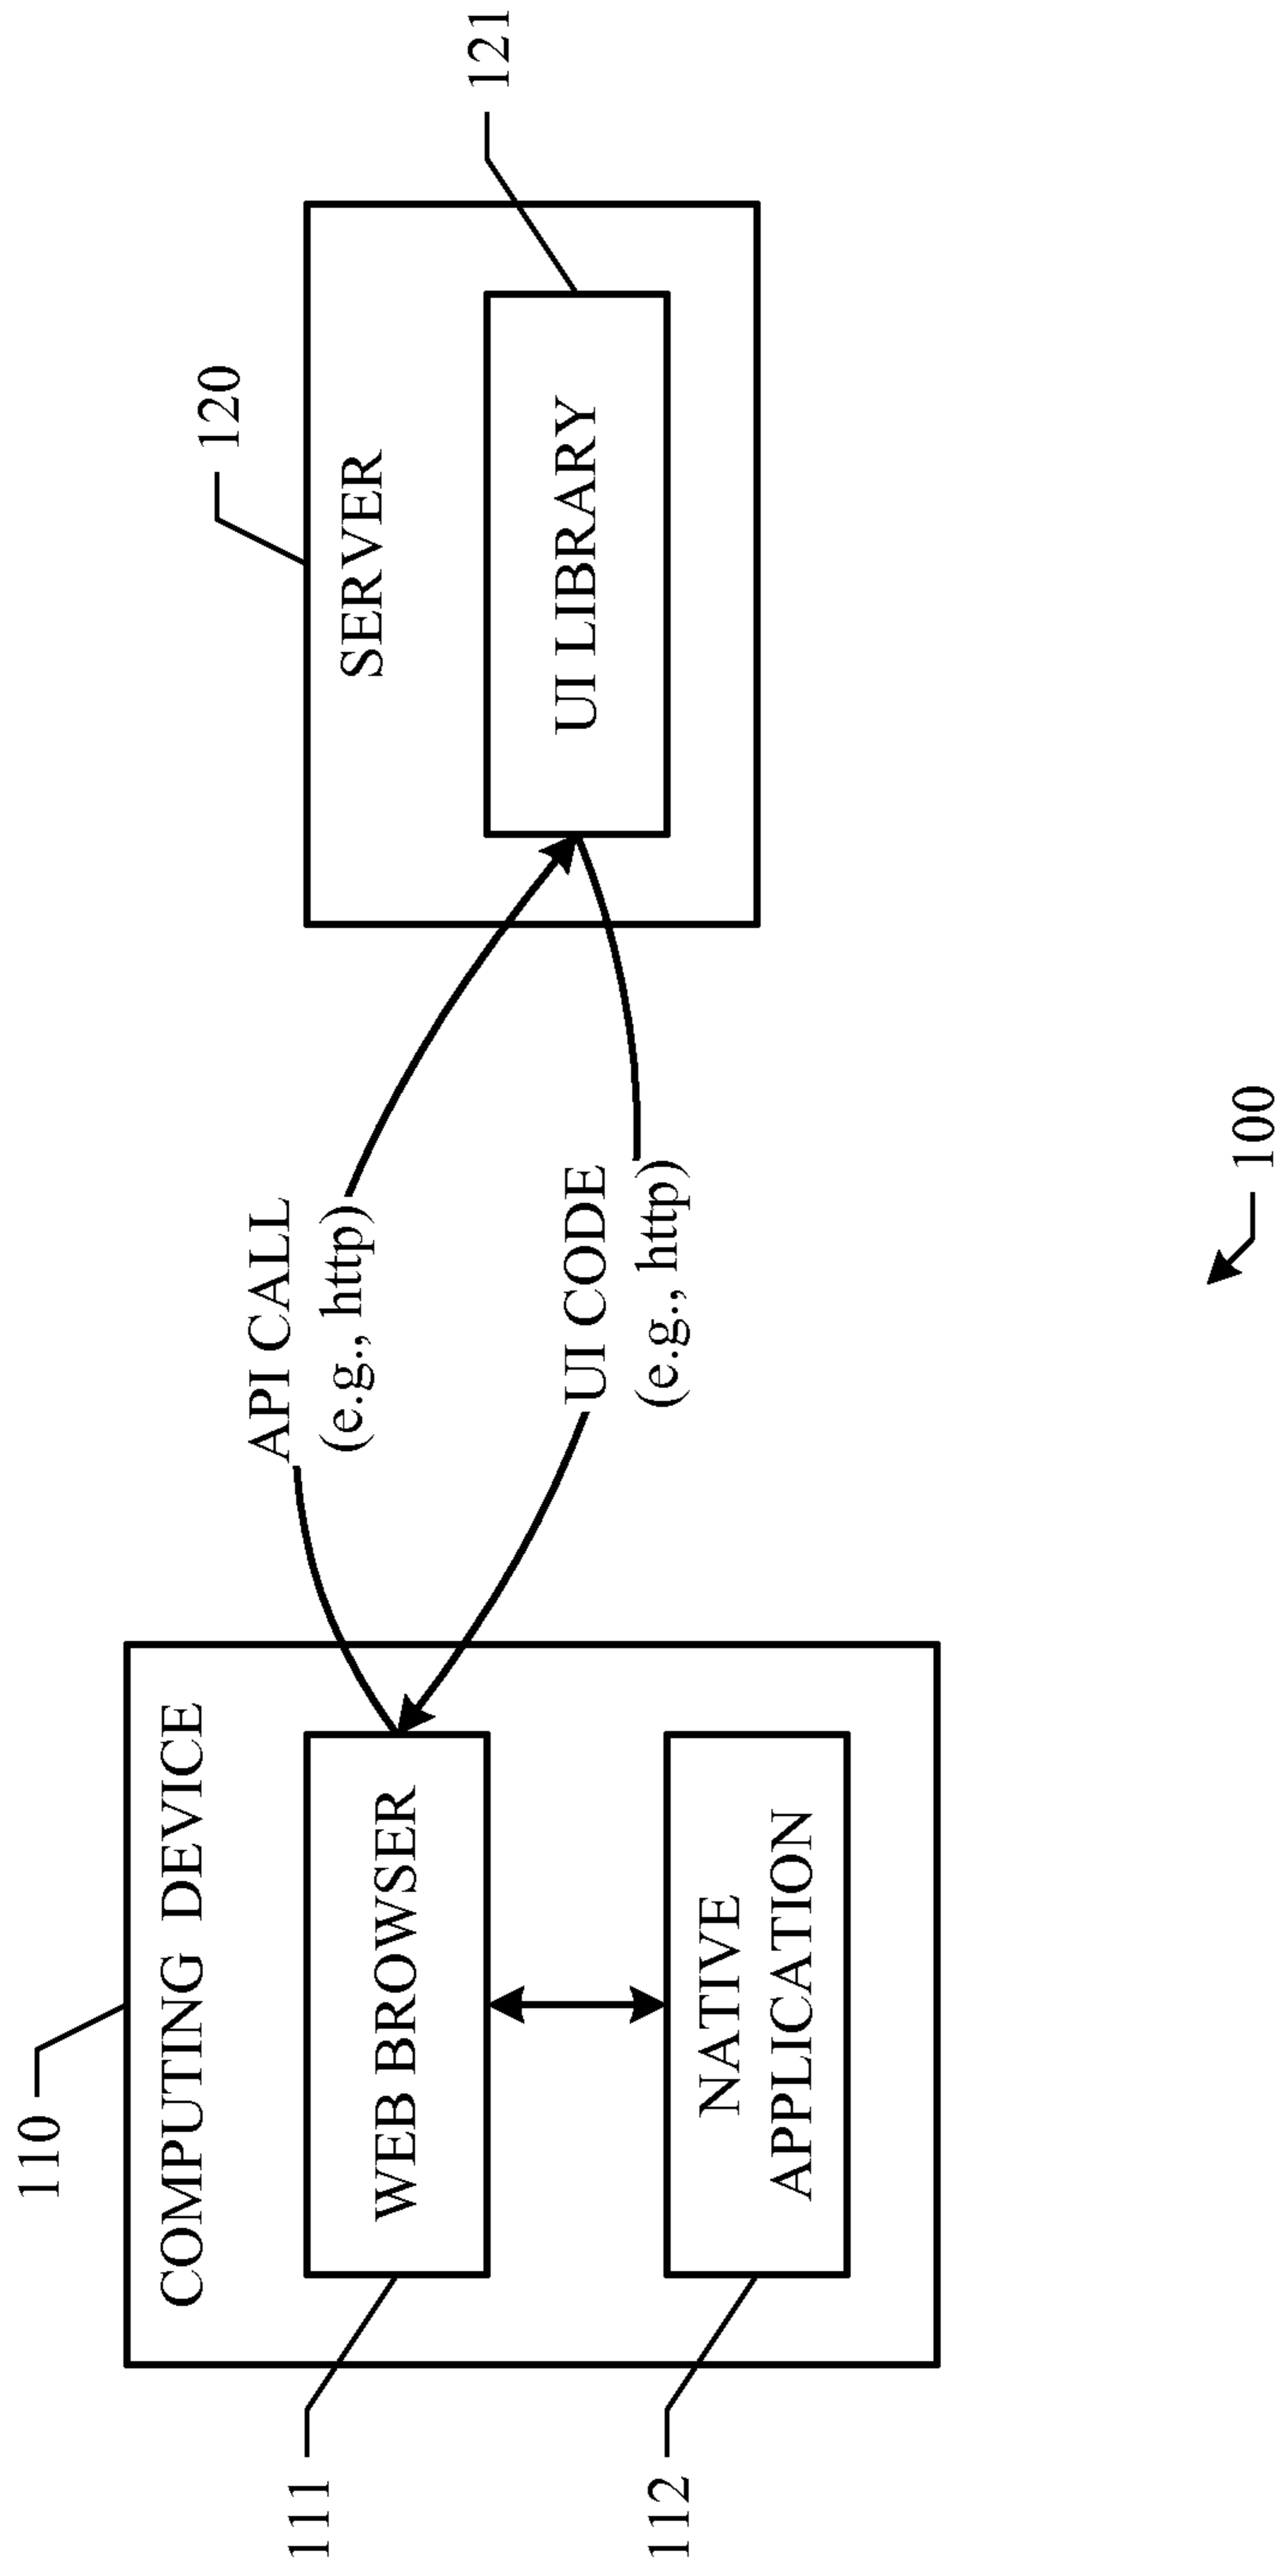 110
COMPUTING DEVICE
111
WEB BROWSER
112
NATIVE
APPLICATION
API CALL
(e.g., http)
UI CODE
(e.g., http)
120
SERVER
121
UI LIBRARY
100